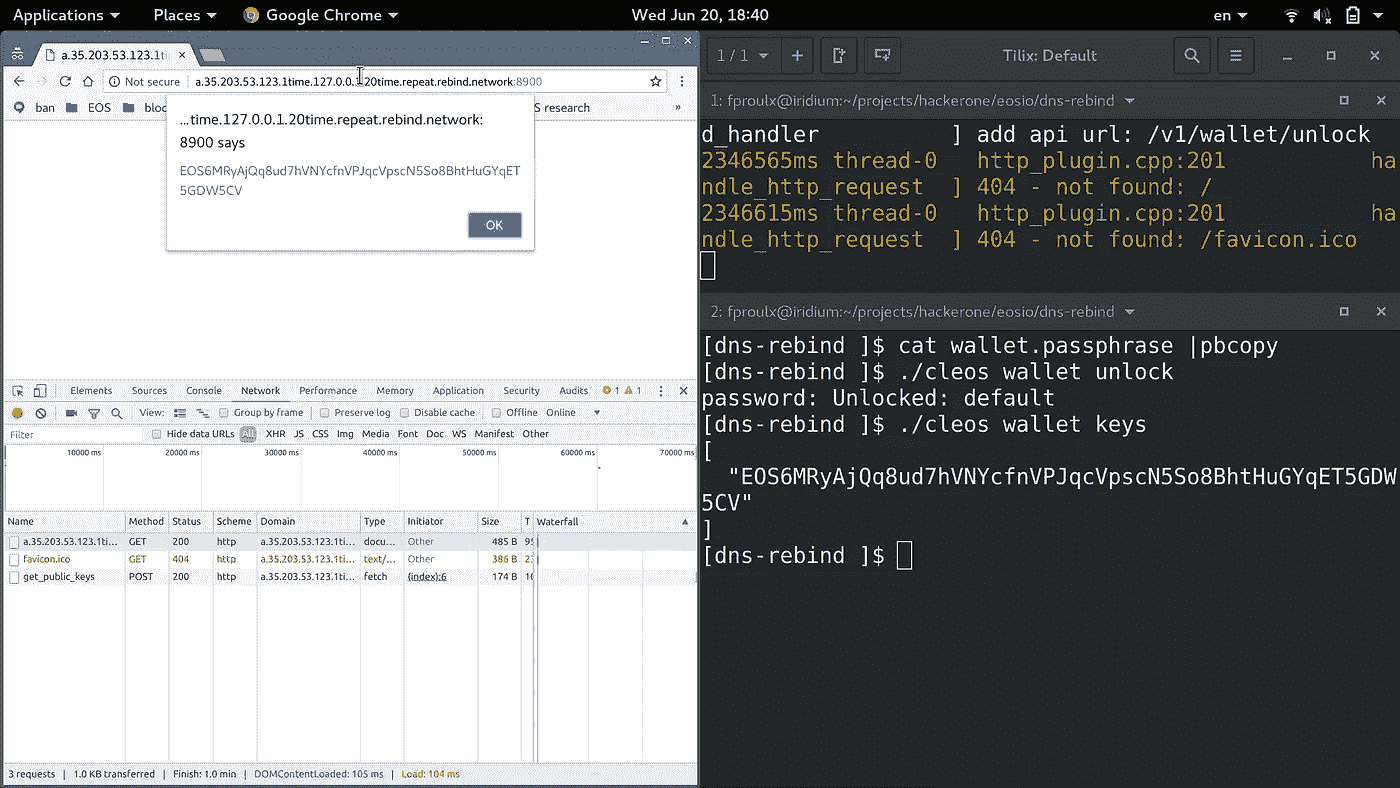 Applications Places Google Chrome Wed Jun 20, 18:40 en
a.35.203.53.123.1ti
Not secure a.35.203.53.123.1time.127.0.0.1.20time.repeat.rebind.network:8900
ban EOS bloc S research »
...time.127.0.0.1.20time.repeat.rebind.network:
8900 says
EOS6MRyAjQq8ud7hVNYcfnVPJqcVpscN5So8BhtHuGYqET
5GDW5CV
OK
Elements Sources Console Network Performance Memory Application Security Audits 1 1
View: Group by frame Preserve log Disable cache Offline Online
Filter Hide data URLs All XHR JS CSS Img Media Font Doc WS Manifest Other
10000 ms 20000 ms 30000 ms 40000 ms 50000 ms 60000 ms 70000 ms
Name Method Status Scheme Domain Type Initiator Size T Waterfall
a.35.203.53.123.1ti... GET 200 http a.35.203.53.123.1ti... docu... Other 485 B
favicon.ico GET 404 http a.35.203.53.123.1ti... text/... Other 386 B
get_public_keys POST 200 http a.35.203.53.123.1ti... fetch (index):6 174 B
3 requests | 1.0 KB transferred | Finish: 1.0 min | DOMContentLoaded: 105 ms | Load: 104 ms
1 / 1 Tilix: Default
1: fproulx@iridium:~/projects/hackerone/eosio/dns-rebind
d_handler ] add api url: /v1/wallet/unlock
2346565ms thread-0 http_plugin.cpp:201 ha
ndle_http_request ] 404 - not found: /
2346615ms thread-0 http_plugin.cpp:201 ha
ndle_http_request ] 404 - not found: /favicon.ico
2: fproulx@iridium:~/projects/hackerone/eosio/dns-rebind
[dns-rebind ]$ cat wallet.passphrase |pbcopy
[dns-rebind ]$ ./cleos wallet unlock
password: Unlocked: default
[dns-rebind ]$ ./cleos wallet keys
[
"EOS6MRyAjQq8ud7hVNYcfnVPJqcVpscN5So8BhtHuGYqET5GDW
5CV"
]
[dns-rebind ]$